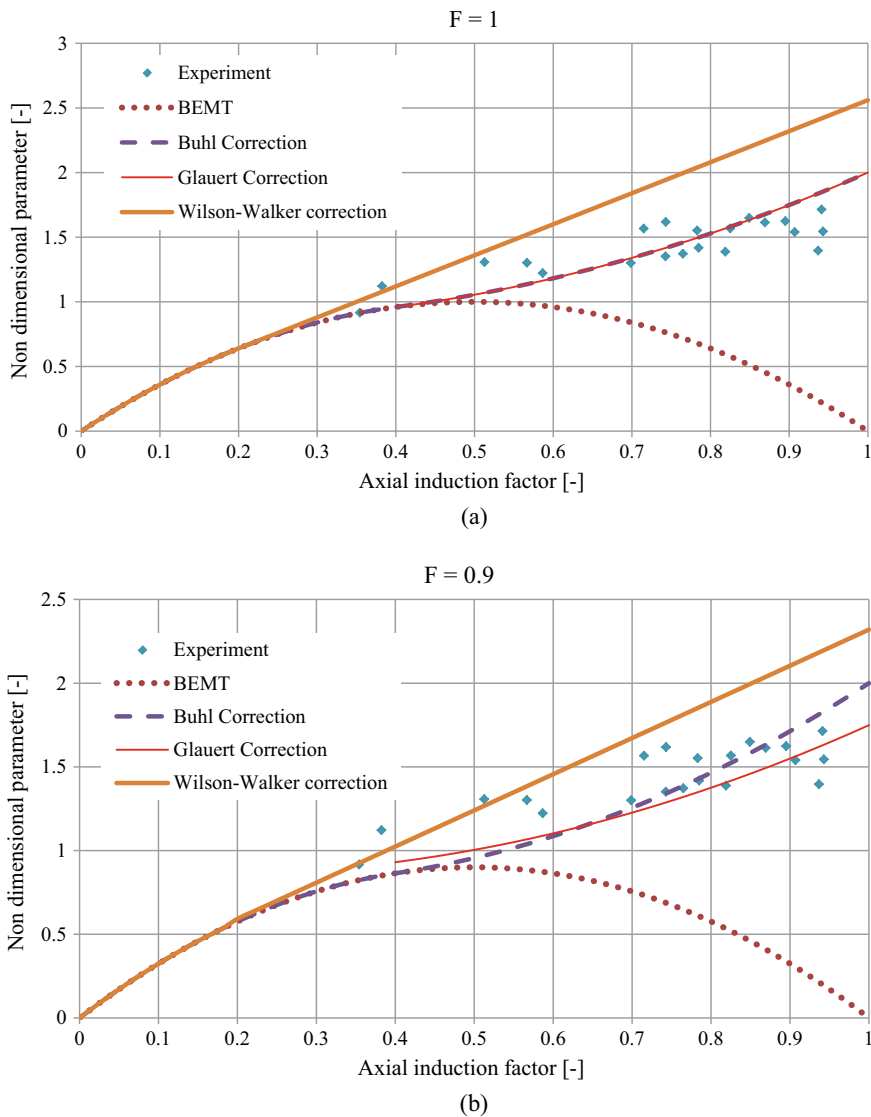 F = 1
Non dimensional parameter [-]
3
2.5
2
1.5
1
0.5
0
Experiment
BEMT
Buhl Correction
Glauert Correction
Wilson-Walker correction
0 0.1 0.2 0.3 0.4 0.5 0.6 0.7 0.8 0.9 1
Axial induction factor [-]
(a)
F = 0.9
Non dimensional parameter [-]
2.5
2
1.5
1
0.5
0
Experiment
BEMT
Buhl Correction
Glauert Correction
Wilson-Walker correction
0 0.1 0.2 0.3 0.4 0.5 0.6 0.7 0.8 0.9 1
Axial induction factor [-]
(b)